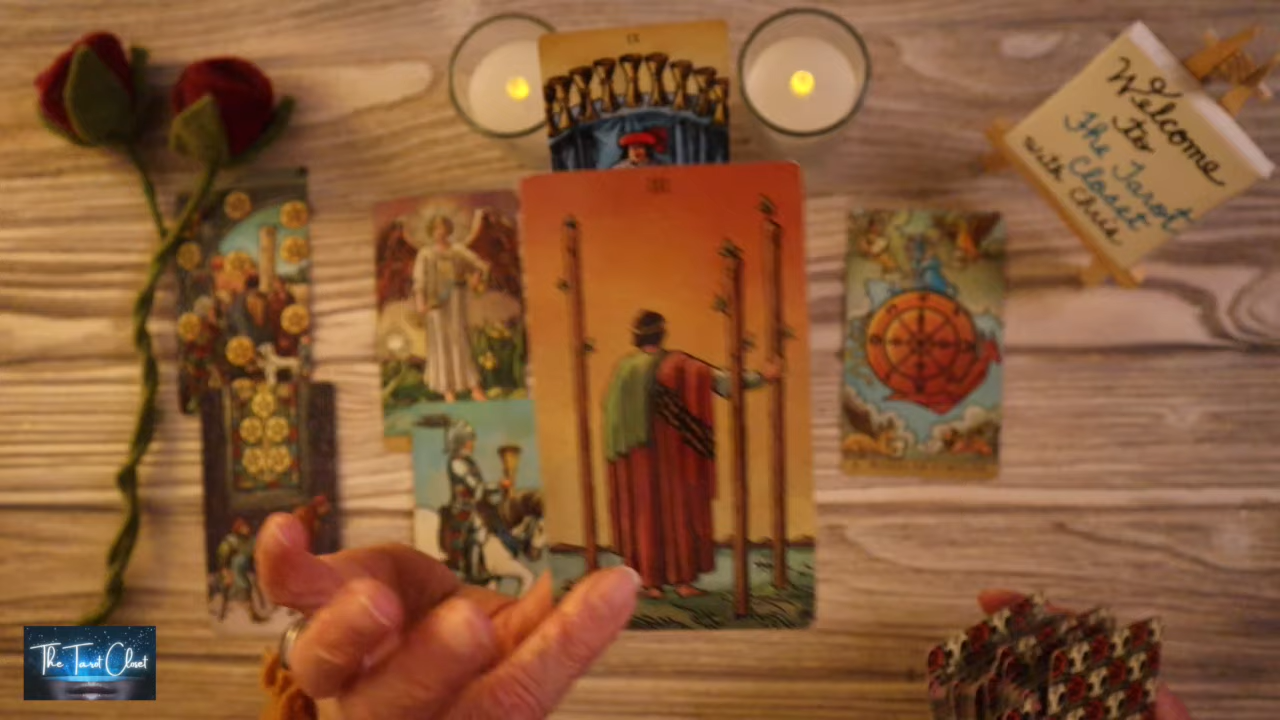 Welcome
to
The Tarot
Closet
with Chris
The Tarot Closet